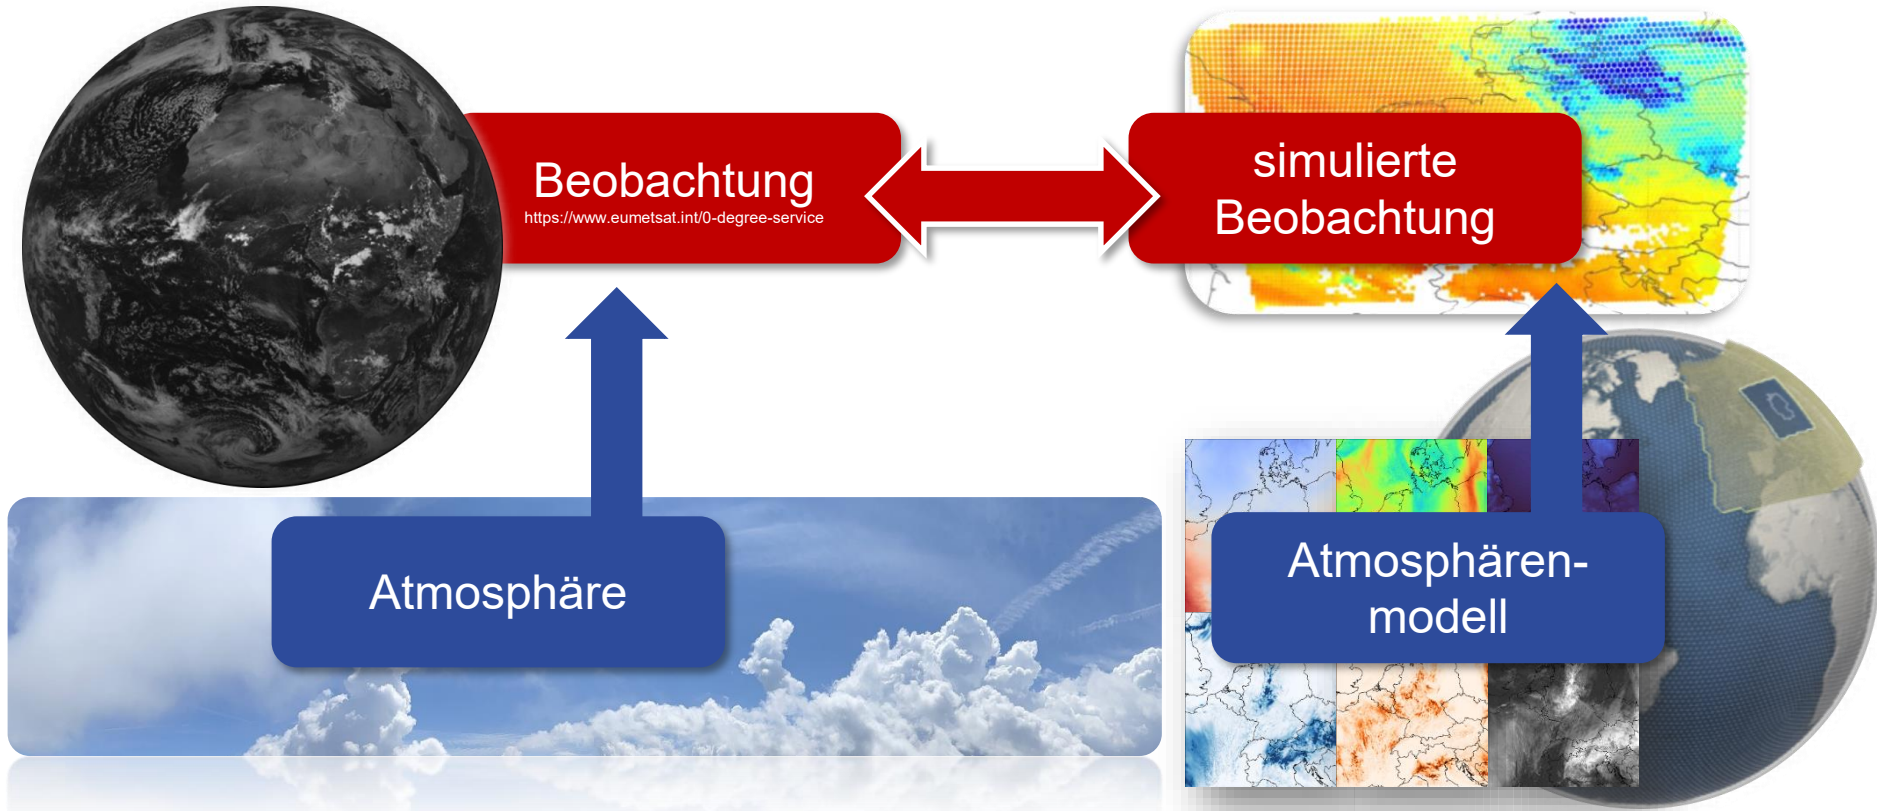 Beobachtung
https://www.eumetsat.int/0-degree-service
simulierte
Beobachtung
Atmosphäre
Atmosphären-
modell